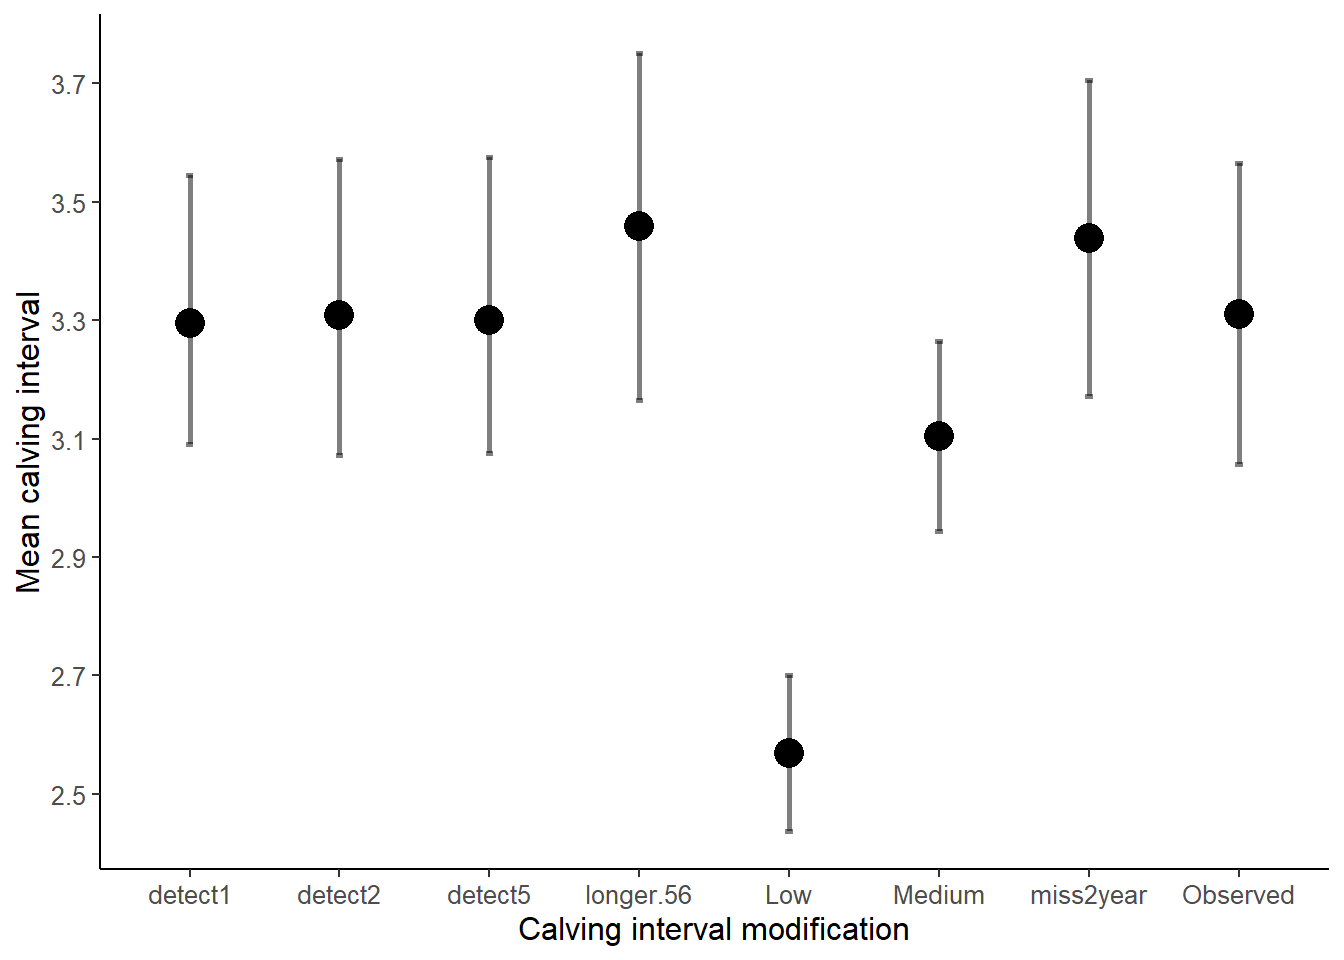 Mean calving interval
3.7
3.5
3.3
3.1
2.9
2.7
2.5
detect1 detect2 detect5 longer.56 Low Medium miss2year Observed
Calving interval modification